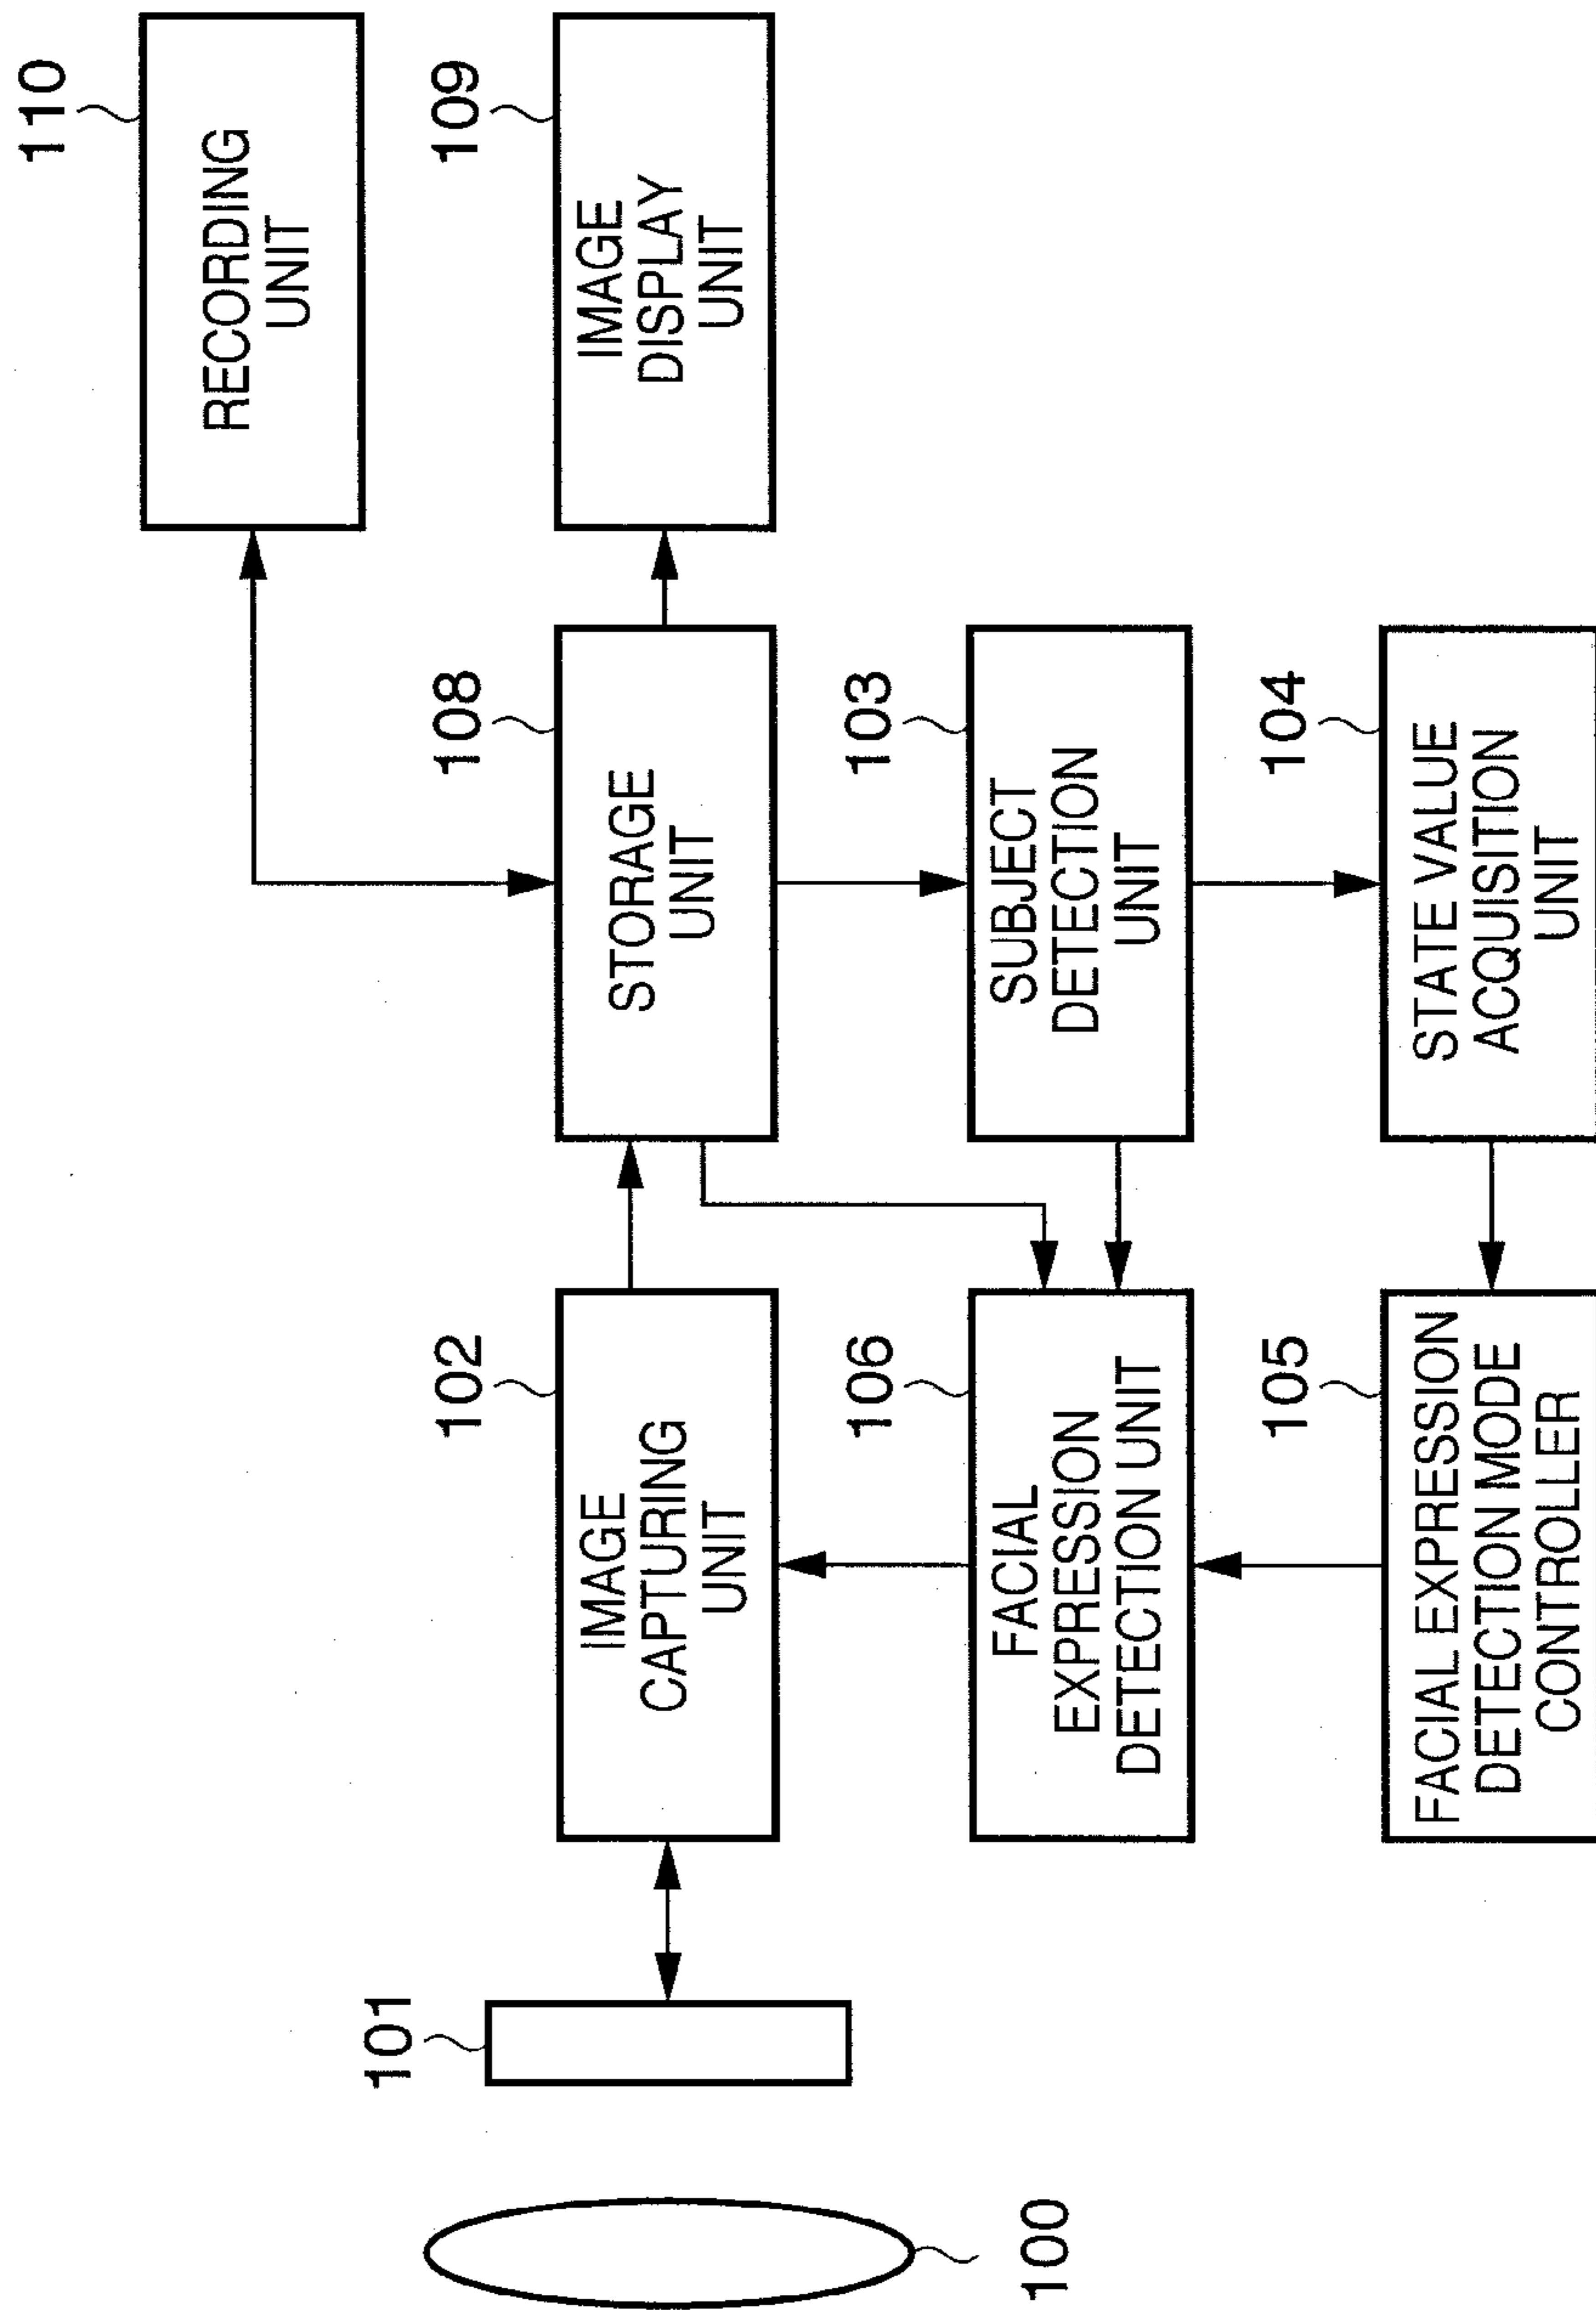 110
RECORDING
UNIT
102
IMAGE
CAPTURING
UNIT
108
STORAGE
UNIT
109
IMAGE
DISPLAY
UNIT
101
100
106
FACIAL
EXPRESSION
DETECTION UNIT
103
SUBJECT
DETECTION
UNIT
105
FACIAL EXPRESSION
DETECTION MODE
CONTROLLER
104
STATE VALUE
ACQUISITION
UNIT